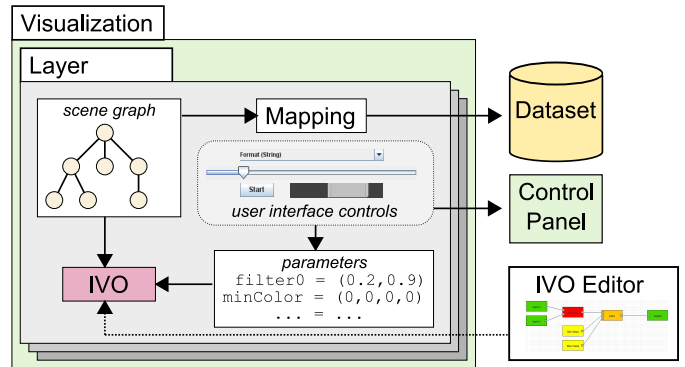 Visualization
Layer
scene graph
Mapping
Dataset
Format (String)
Start
user interface controls
Control
Panel
parameters
filter0 = (0.2,0.9)
minColor = (0,0,0,0)
... = ...
IVO
IVO Editor